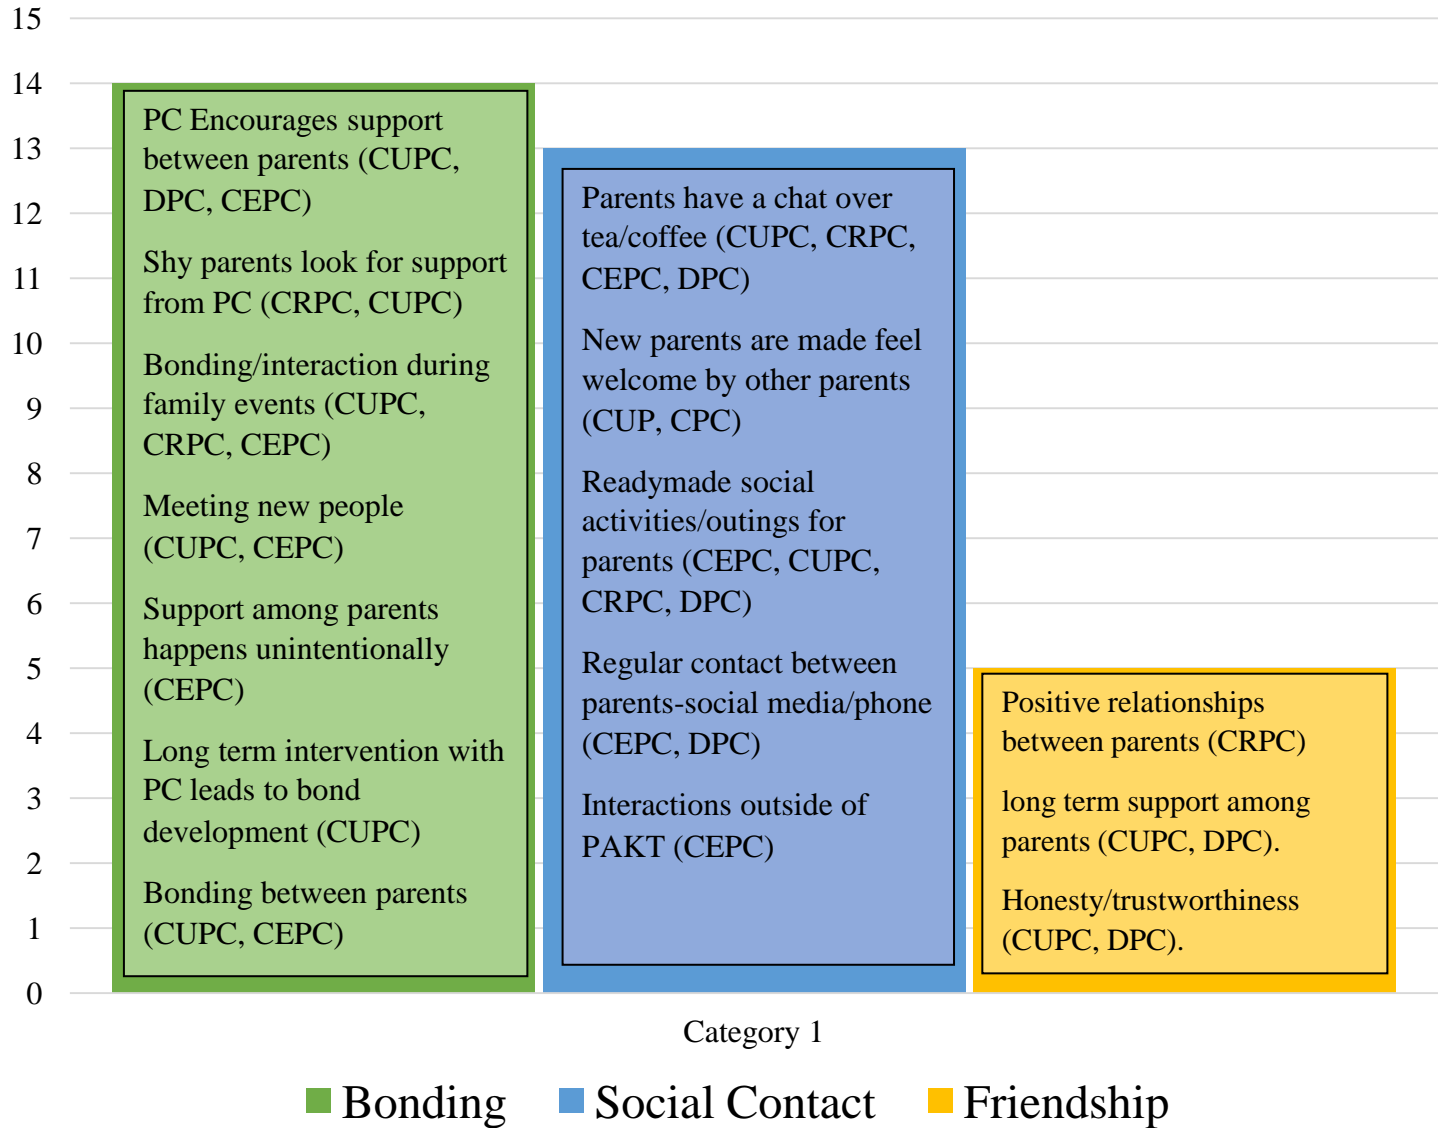 15
14
13
12
11
10
9
8
7
6
5
4
3
2
1
0
PC Encourages support
between parents (CUPC,
DPC, CEPC)
Shy parents look for support
from PC (CRPC, CUPC)
Bonding/interaction during
family events (CUPC,
CRPC, CEPC)
Meeting new people
(CUPC, CEPC)
Support among parents
happens unintentionally
(CEPC)
Long term intervention with
PC leads to bond
development (CUPC)
Bonding between parents
(CUPC, CEPC)
Parents have a chat over
tea/coffee (CUPC, CRPC,
CEPC, DPC)
New parents are made feel
welcome by other parents
(CUP, CPC)
Readymade social
activities/outings for
parents (CEPC, CUPC,
CRPC, DPC)
Regular contact between
parents-social media/phone
(CEPC, DPC)
Interactions outside of
PAKT (CEPC)
Positive relationships
between parents (CRPC)
long term support among
parents (CUPC, DPC).
Honesty/trustworthiness
(CUPC, DPC).
Category 1
Bonding
Social Contact
Friendship